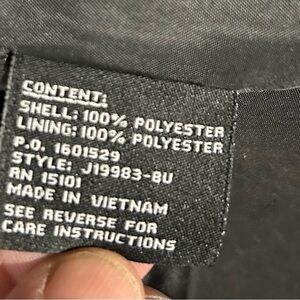 CONTENT:
SHELL: 100% POLYESTER
LINING: 100% POLYESTER
P.O. 1601529
STYLE: J19983-BU
RN 15101
MADE IN VIETNAM
SEE REVERSE FOR
CARE INSTRUCTIONS